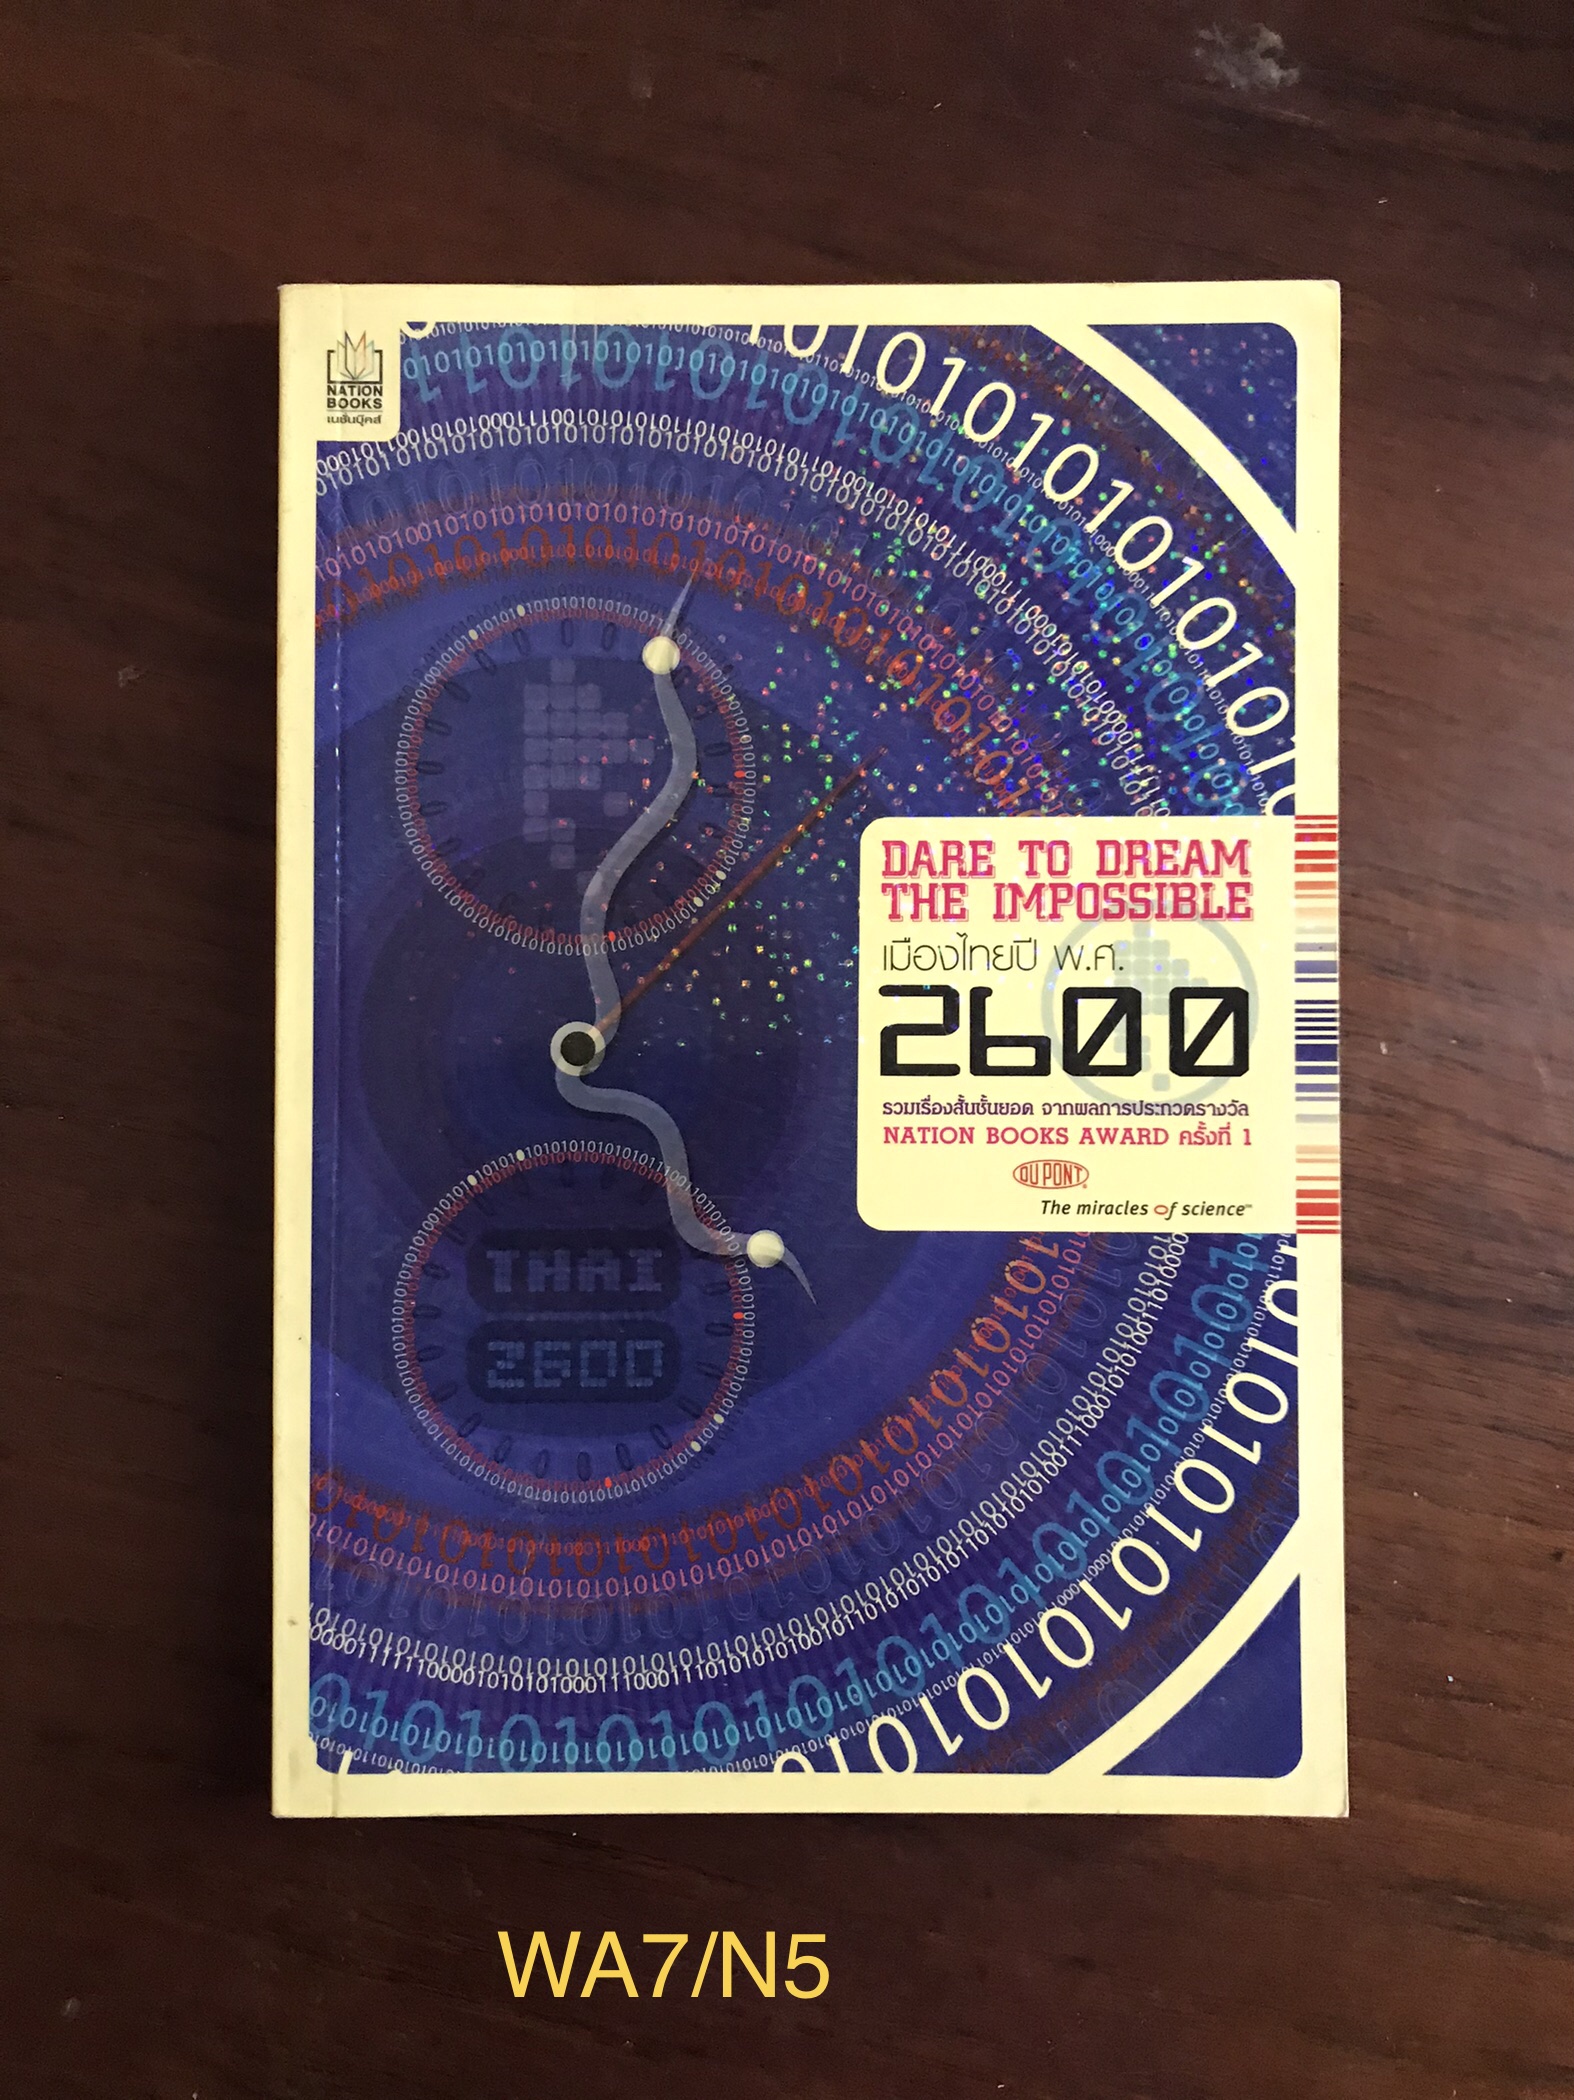 NATION
BOOKS
เนชั่นบุ๊คส์
DARE TO DREAM
THE IMPOSSIBLE
เมืองไทยปี พ.ศ.
2600
รวมเรื่องสั้นชั้นยอด จากผลการประกวดรางวัล
NATION BOOKS AWARD ครั้งที่ 1
DU PONT
The miracles of science™
THAI
2600
WA7/N5